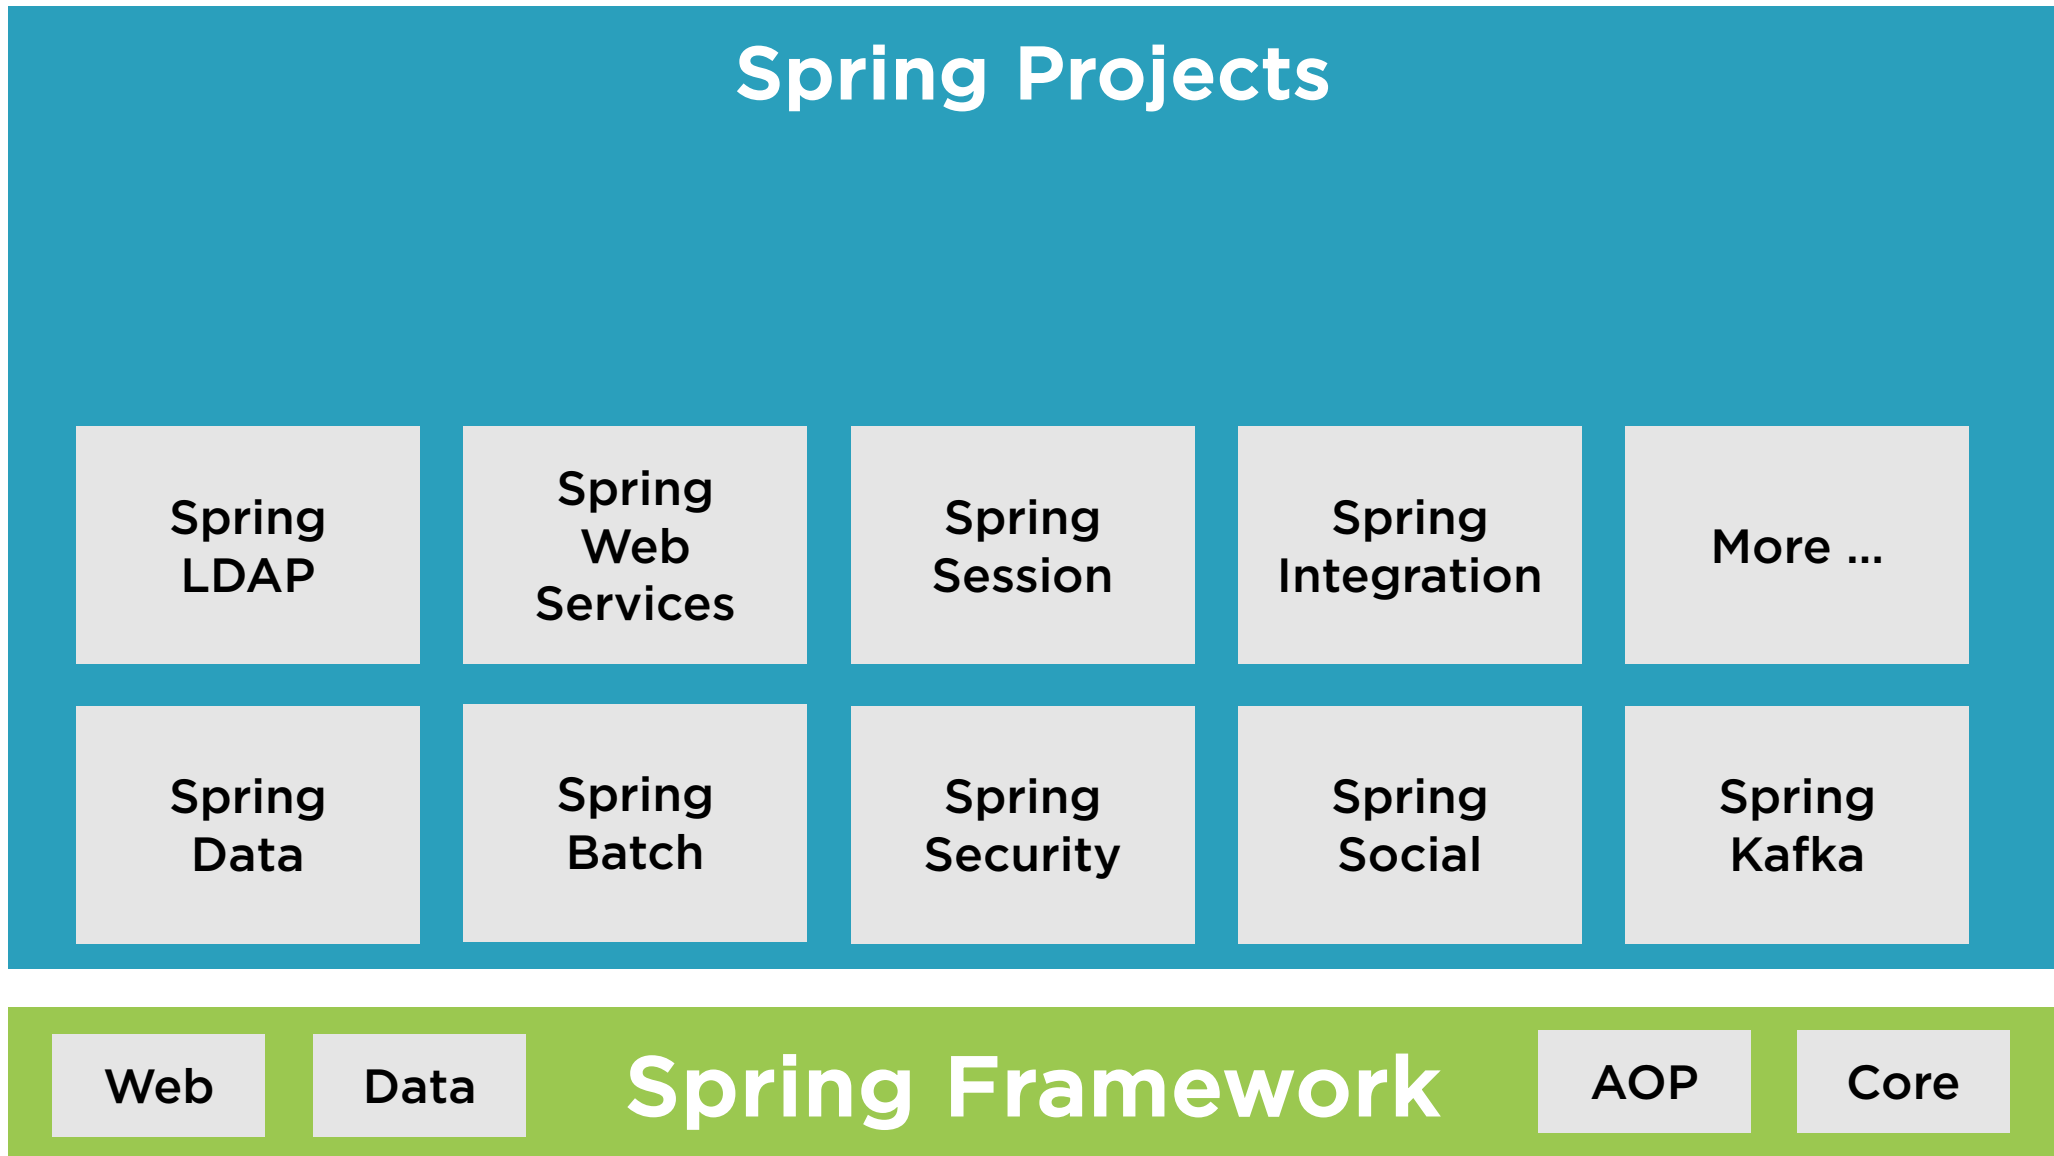 Spring Projects
Spring
LDAP
Spring
Web
Services
Spring
Session
Spring
Integration
More ...
Spring
Data
Spring
Batch
Spring
Security
Spring
Social
Spring
Kafka
Web
Data
Spring Framework
AOP
Core